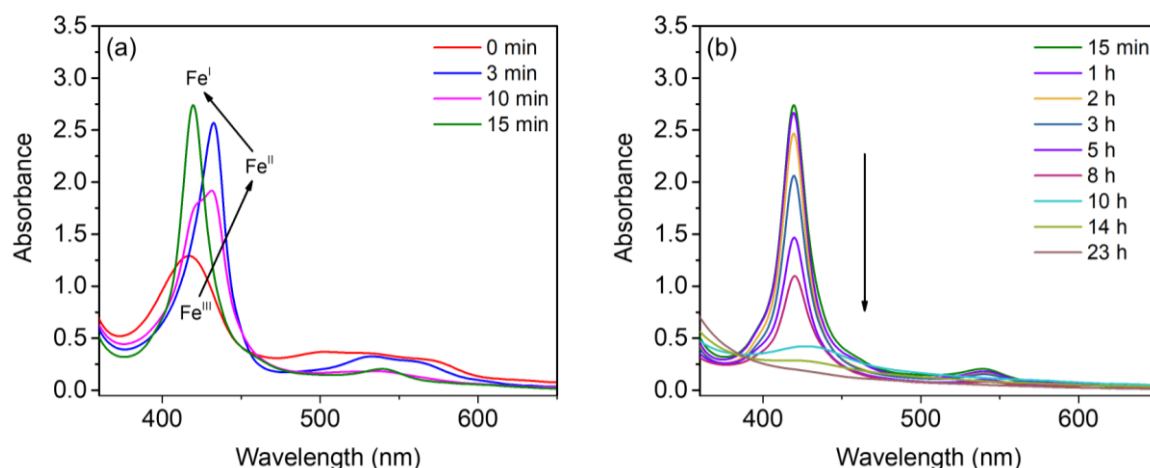 (a)
0 min
3 min
10 min
15 min
Fe^I
Fe^II
Fe^III
3.5
3.0
2.5
2.0
1.5
1.0
0.5
0.0
Absorbance
400
500
600
Wavelength (nm)
(b)
15 min
1 h
2 h
3 h
5 h
8 h
10 h
14 h
23 h
3.5
3.0
2.5
2.0
1.5
1.0
0.5
0.0
Absorbance
400
500
600
Wavelength (nm)